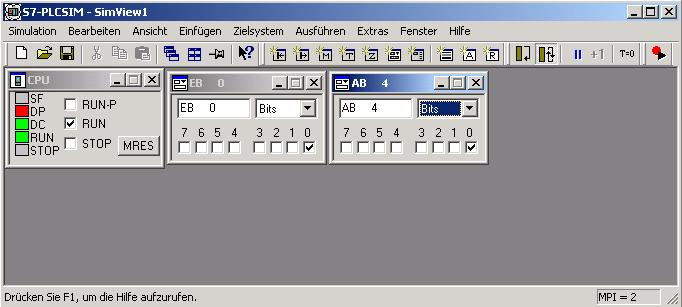 S7-PLCSIM - SimView1
Simulation Bearbeiten Ansicht Einfügen Zielsystem Ausführen Extras Fenster Hilfe
+1 T=0
CPU
SF
DP
DC
RUN
STOP
RUN-P
RUN
STOP
MRES
EB 0
EB 0 Bits
7 6 5 4 3 2 1 0
AB 4
AB 4 Bits
7 6 5 4 3 2 1 0
Drücken Sie F1, um die Hilfe aufzurufen.
MPI = 2